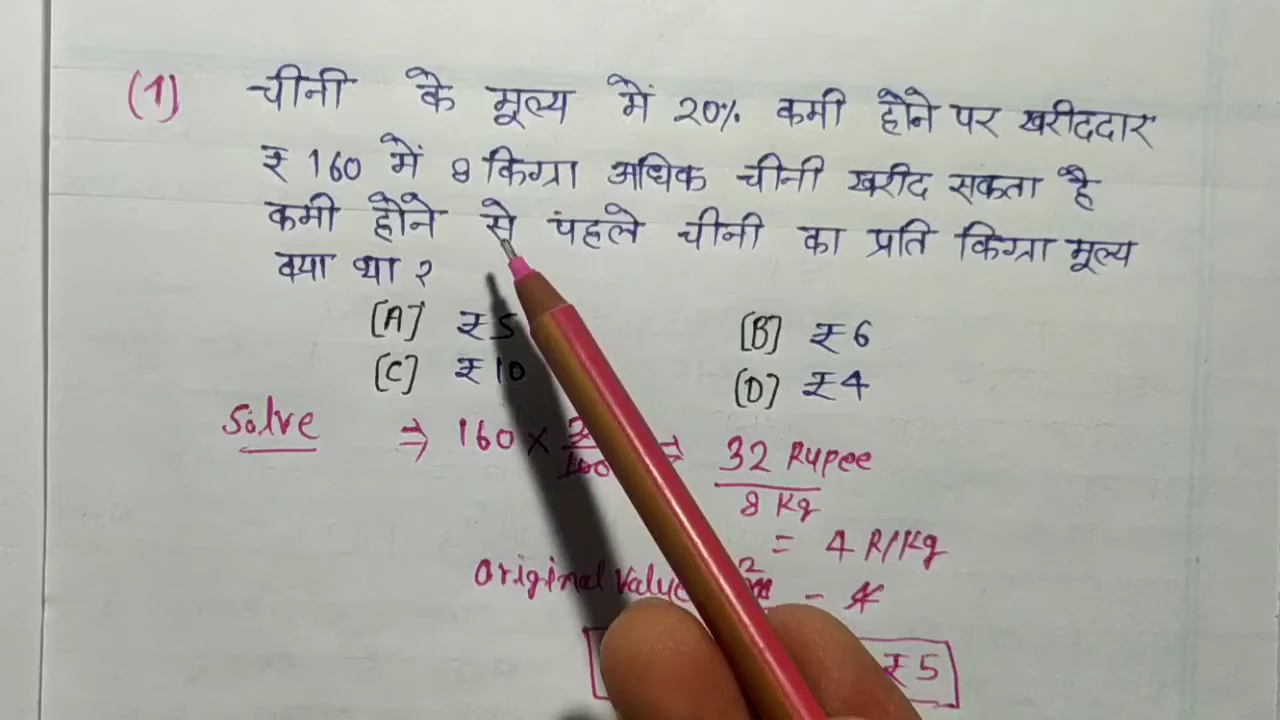 (1) चीनी के मूल्य में 20% कमी होने पर खरीददार
₹ 160 में 8 किग्रा अधिक चीनी खरीद सकता है
कमी होने से पहले चीनी का प्रति किग्रा मूल्य
क्या था ?
[A] ₹5 [B] ₹6
[C] ₹10 [D] ₹4
Solve ⇒ 160 × ⇒ 32 Rupee
8 Kg
= 4 R/Kg
Original Value
₹5